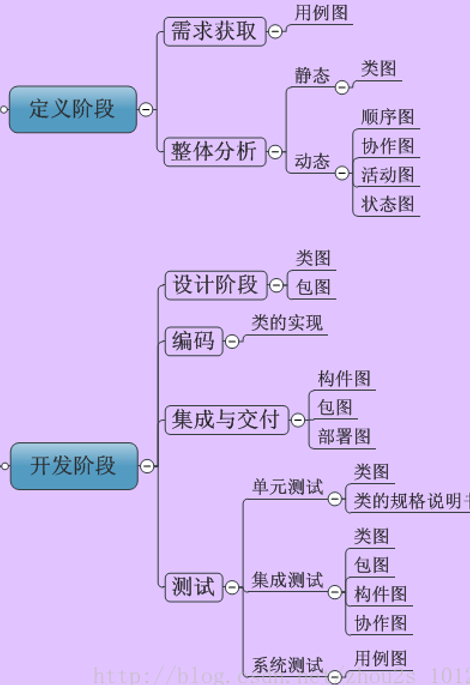 用例图
需求获取
静态
类图
定义阶段
顺序图
协作图
整体分析
动态
活动图
状态图
类图
设计阶段
包图
编码
类的实现
构件图
集成与交付
包图
部署图
开发阶段
类图
单元测试
类的规格说明书
类图
包图
测试
集成测试
构件图
协作图
用例图
系统测试